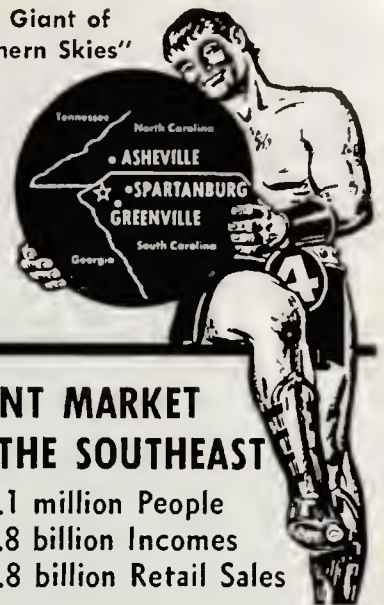 Giant of
hern Skies"
Tennessee
North Carolina
ASHEVILLE
SPARTANBURG
GREENVILLE
South Carolina
Georgia
4
NT MARKET
THE SOUTHEAST
.1 million People
.8 billion Incomes
.8 billion Retail Sales